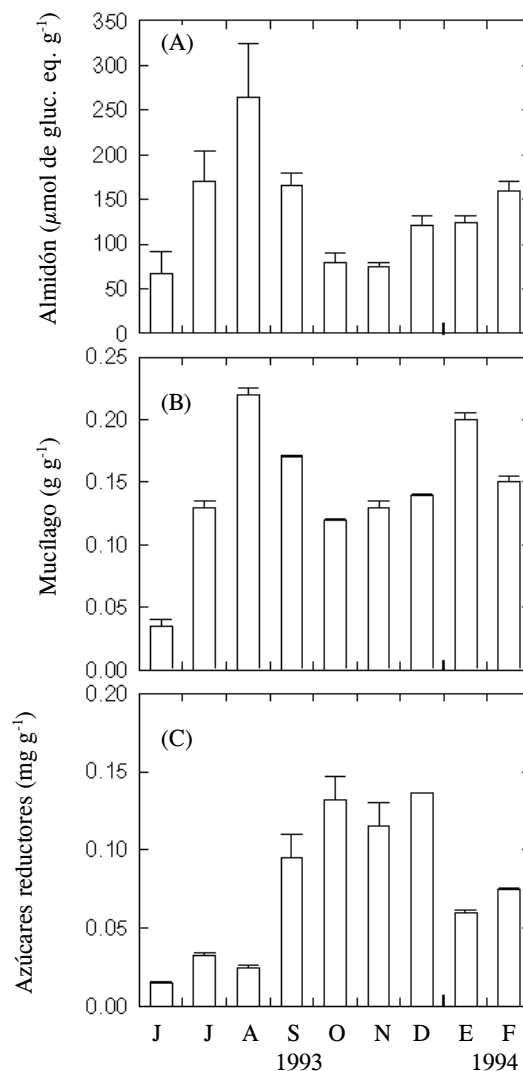 350
(A)
300
250
200
150
100
50
0
Almidón (μmol de gluc. eq. g⁻¹)
0.25
(B)
0.20
0.15
0.10
0.05
0.00
Mucílago (g g⁻¹)
0.20
(C)
0.15
0.10
0.05
0.00
Azúcares reductores (mg g⁻¹)
J J A S O N D E F
1993 1994